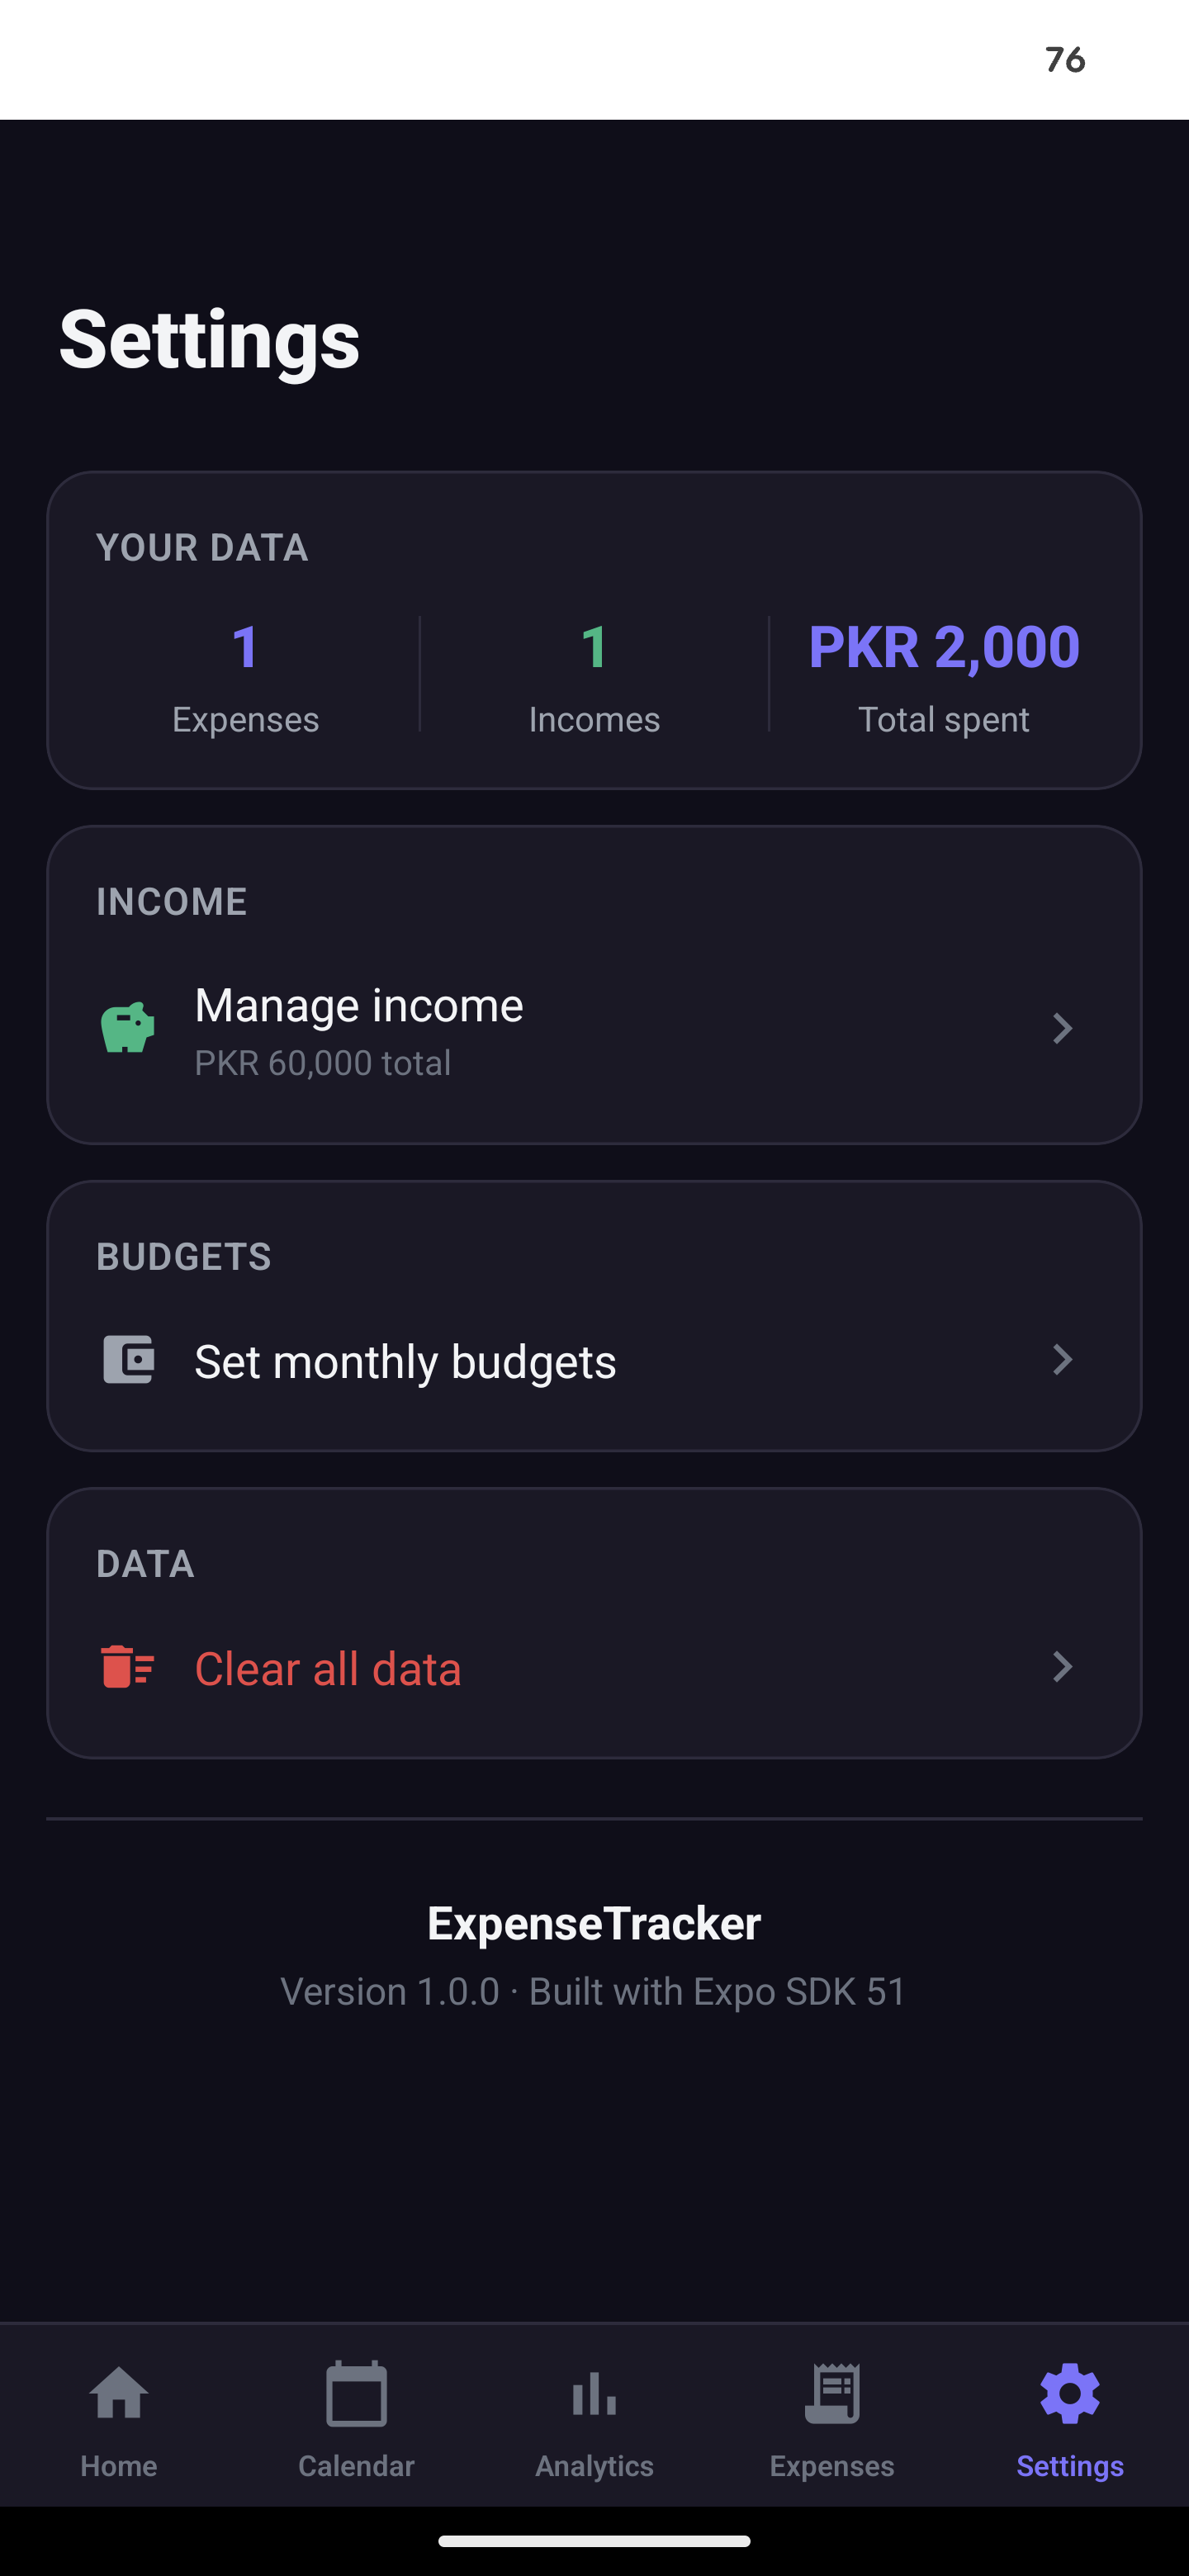 76
Settings
YOUR DATA
1
Expenses
1
Incomes
PKR 2,000
Total spent
INCOME
Manage income
PKR 60,000 total
BUDGETS
Set monthly budgets
DATA
Clear all data
ExpenseTracker
Version 1.0.0 · Built with Expo SDK 51
Home
Calendar
Analytics
Expenses
Settings